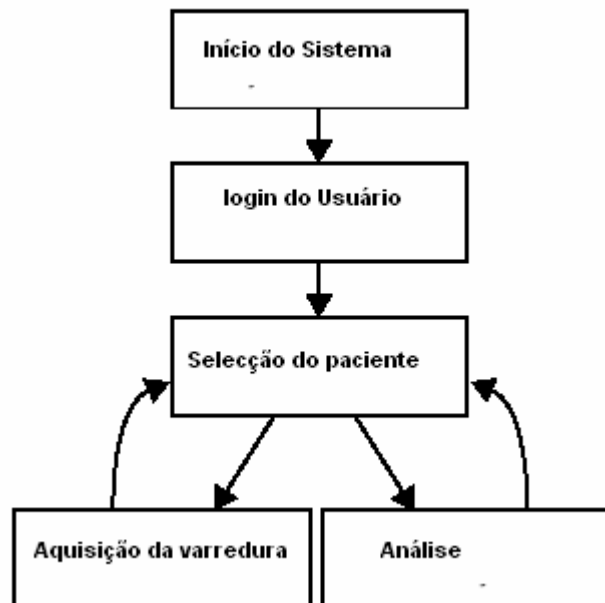 Início do Sistema
login do Usuário
Selecção do paciente
Aquisição da varredura
Análise